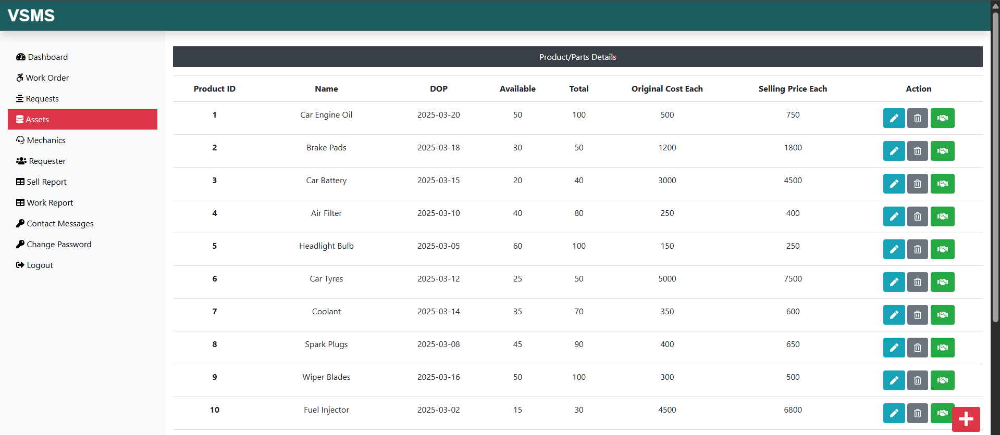 VSMS
Dashboard
Work Order
Requests
Assets
Mechanics
Requester
Sell Report
Work Report
Contact Messages
Change Password
Logout
Product/Parts Details
Product ID Name DOP Available Total Original Cost Each Selling Price Each Action
1 Car Engine Oil 2025-03-20 50 100 500 750
2 Brake Pads 2025-03-18 30 50 1200 1800
3 Car Battery 2025-03-15 20 40 3000 4500
4 Air Filter 2025-03-10 40 80 250 400
5 Headlight Bulb 2025-03-05 60 100 150 250
6 Car Tyres 2025-03-12 25 50 5000 7500
7 Coolant 2025-03-14 35 70 350 600
8 Spark Plugs 2025-03-08 45 90 400 650
9 Wiper Blades 2025-03-16 50 100 300 500
10 Fuel Injector 2025-03-02 15 30 4500 6800